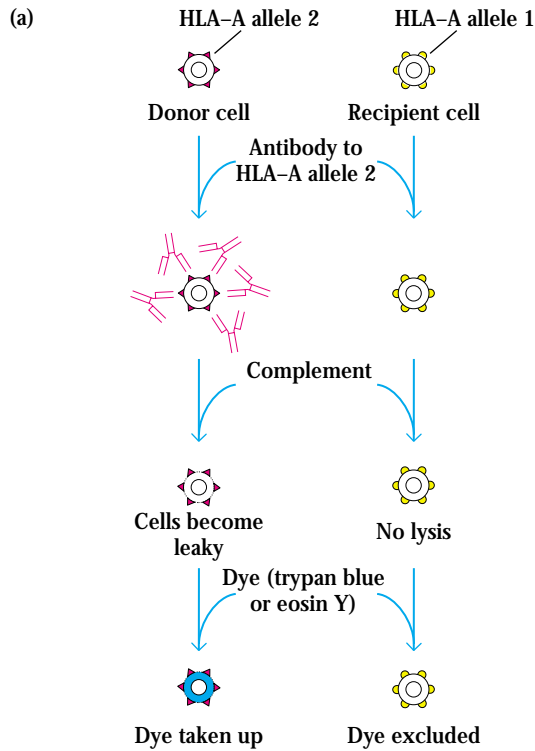 (a)
HLA–A allele 2
HLA–A allele 1
Donor cell
Recipient cell
Antibody to
HLA–A allele 2
Complement
Cells become
leaky
No lysis
Dye (trypan blue
or eosin Y)
Dye taken up
Dye excluded